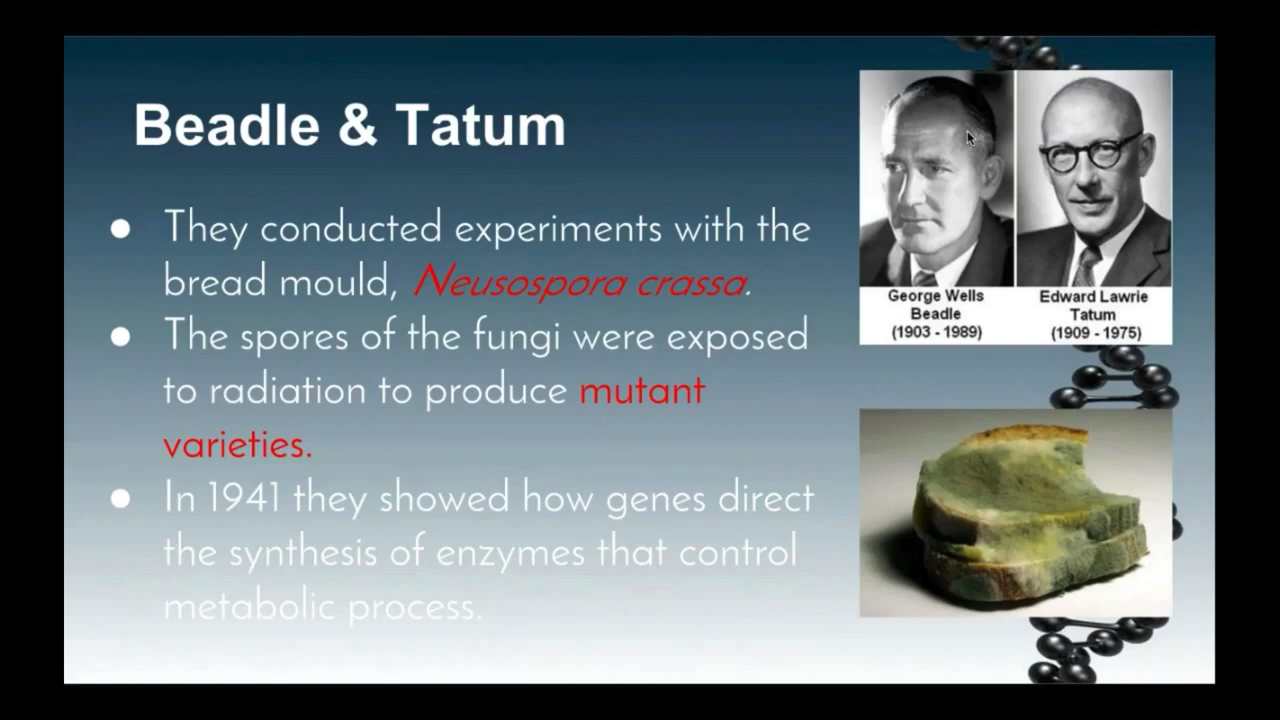 Beadle & Tatum
● They conducted experiments with the
bread mould, Neusospora crassa.
● The spores of the fungi were exposed
to radiation to produce mutant
varieties.
● In 1941 they showed how genes direct
the synthesis of enzymes that control
metabolic process.
George Wells
Beadle
(1903 - 1989)
Edward Lawrie
Tatum
(1909 - 1975)